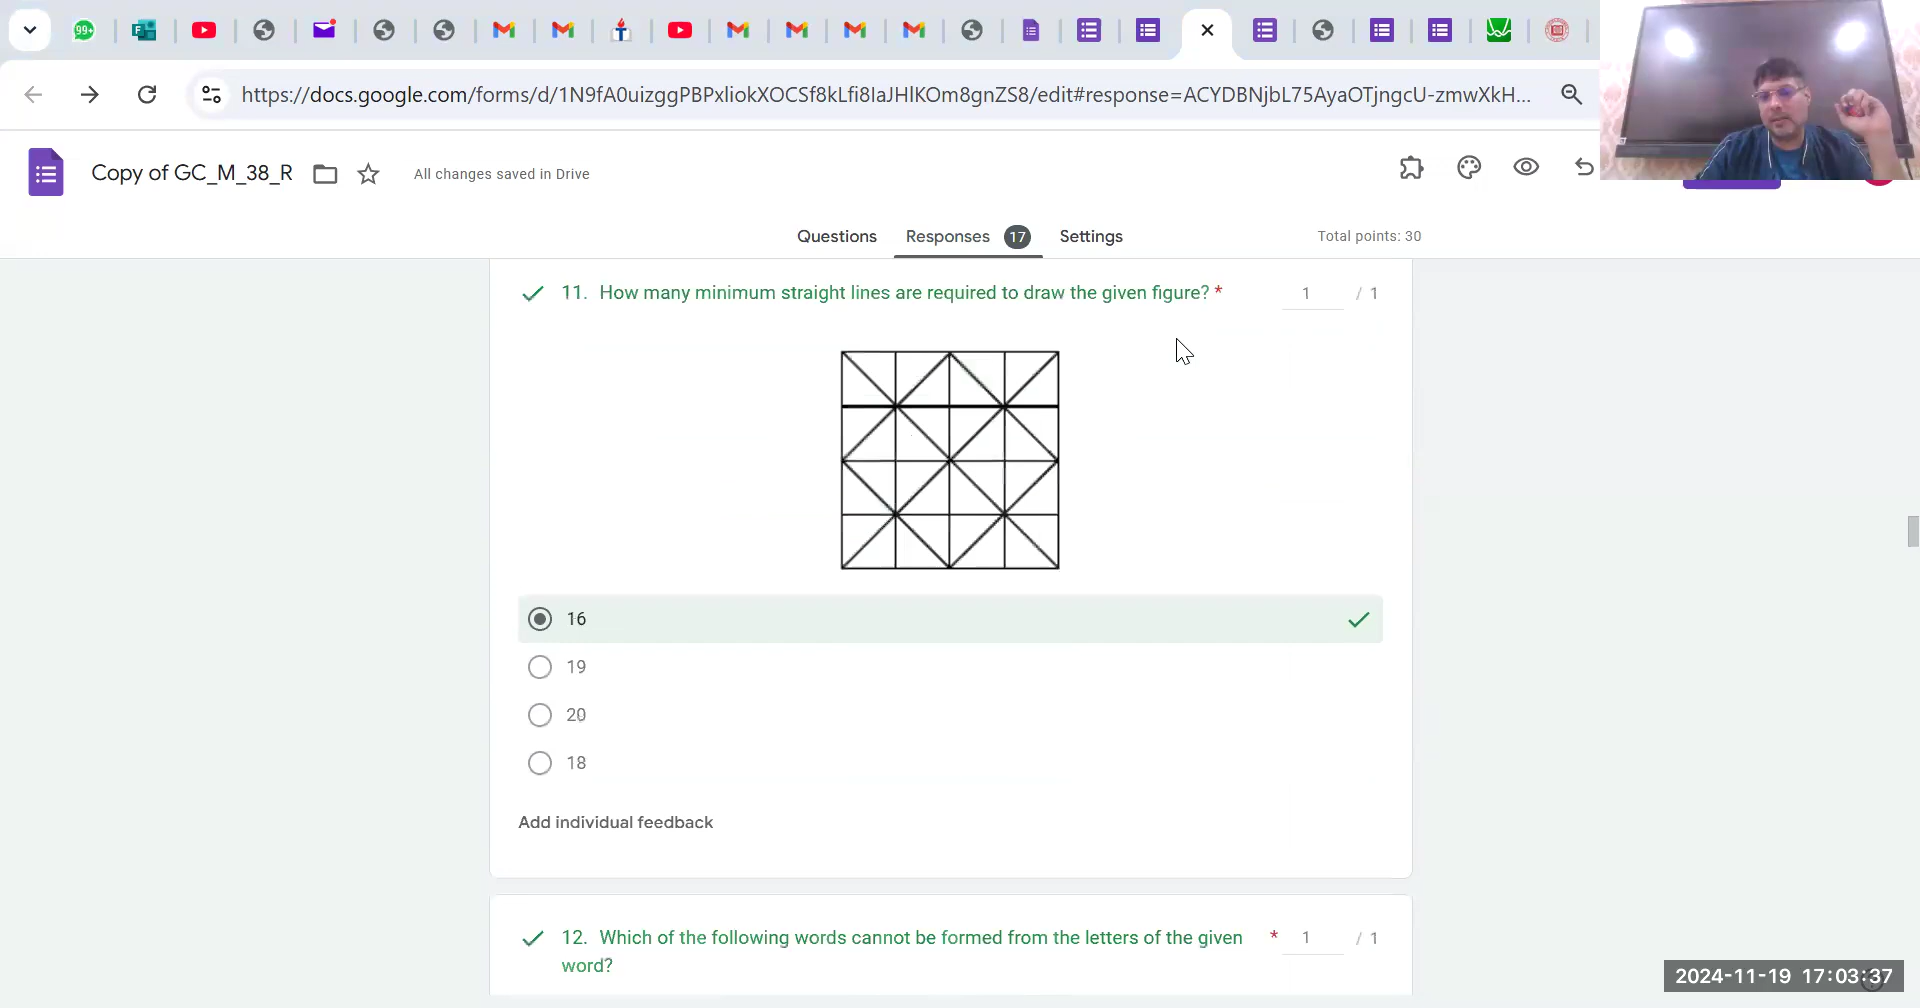 99+
https://docs.google.com/forms/d/1N9fA0uizggPBPxliokXOCSf8kLfi8IaJHlKOm8gnZS8/edit#response=ACYDBNjbL75AyaOTjngcU-zmwXkH...
Copy of GC_M_38_R
All changes saved in Drive
Questions
Responses 17
Settings
Total points: 30
11. How many minimum straight lines are required to draw the given figure? *
1 / 1
16
19
20
18
Add individual feedback
12. Which of the following words cannot be formed from the letters of the given * 1 / 1
word?
2024-11-19 17:03:37